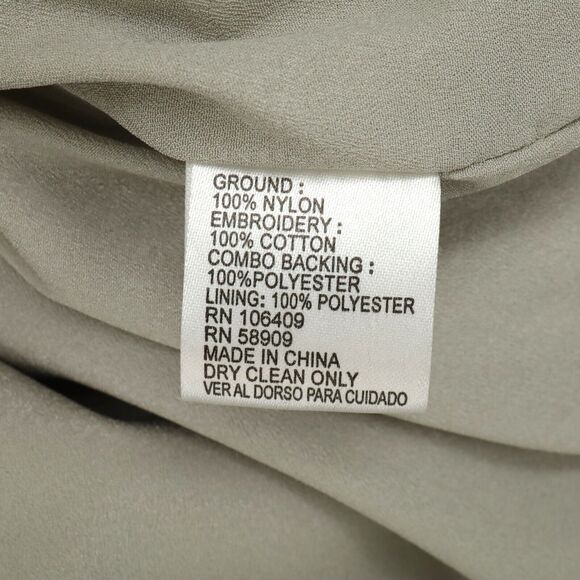 GROUND :
100% NYLON
EMBROIDERY :
100% COTTON
COMBO BACKING :
100%POLYESTER
LINING: 100% POLYESTER
RN 106409
RN 58909
MADE IN CHINA
DRY CLEAN ONLY
VER AL DORSO PARA CUIDADO